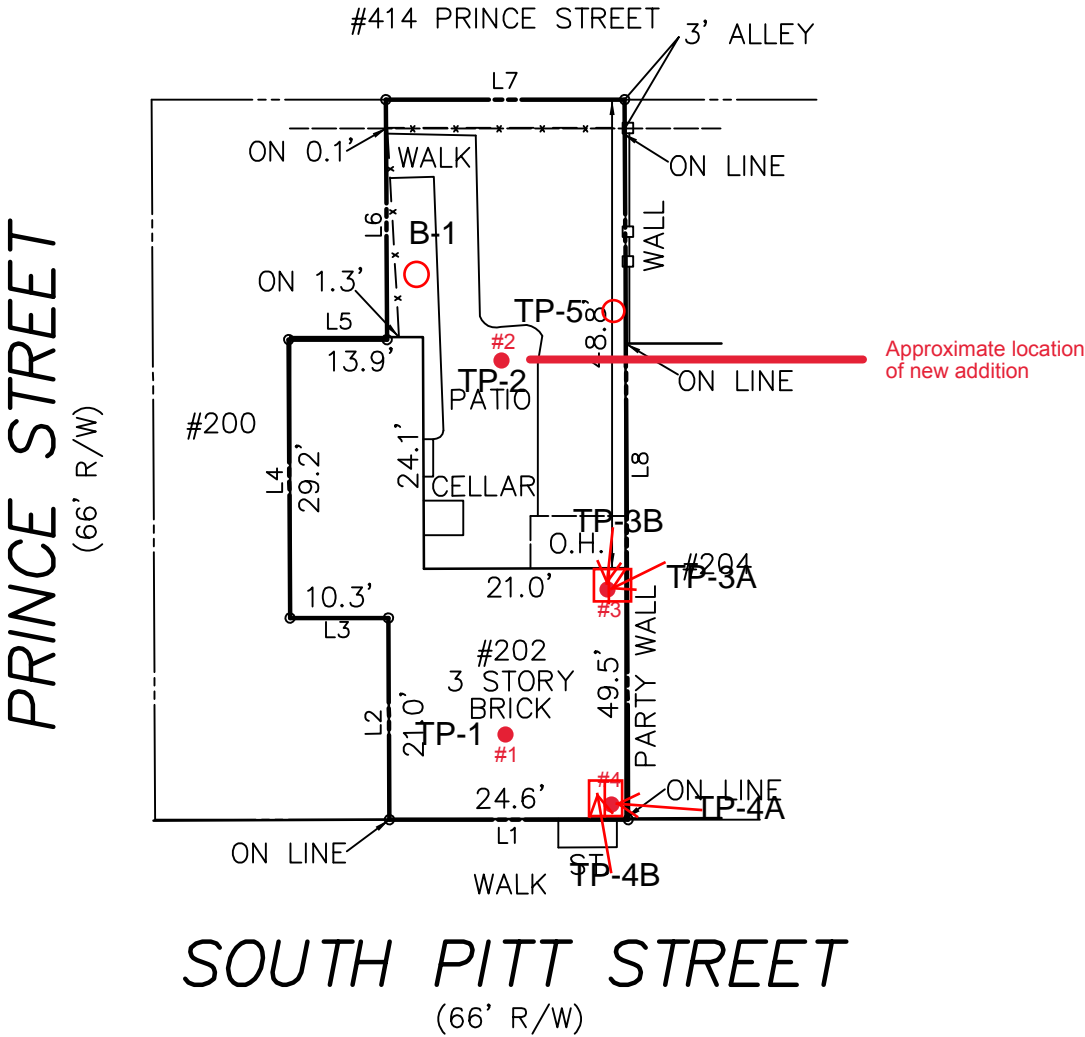 #414 PRINCE STREET
3' ALLEY
L7
ON 0.1'
WALK
ON LINE
L6
B-1
WALL
ON 1.3'
TP-5
48.8'
L5
13.9'
#2
TP-2
PATIO
ON LINE
Approximate location
of new addition
#200
PRINCE STREET
(66' R/W)
L4
29.2'
24.1'
CELLAR
L8
TP-3B
O.H.
#204
TP-3A
21.0'
#3
10.3'
L3
#202
3 STORY
BRICK
49.5'
PARTY WALL
L2
21.0'
TP-1
#1
#4
ON LINE
TP-4A
24.6'
L1
ON LINE
ST.
TP-4B
WALK
SOUTH PITT STREET
(66' R/W)